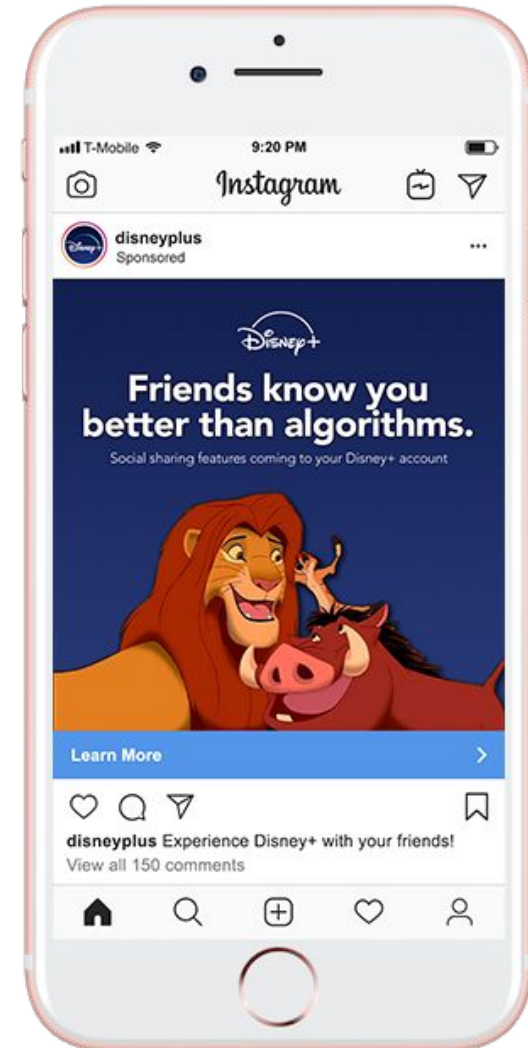 T-Mobile 9:20 PM
Instagram
Disney+
disneyplus
Sponsored
Disney+
Friends know you
better than algorithms.
Social sharing features coming to your Disney+ account
Learn More
disneyplus Experience Disney+ with your friends!
View all 150 comments